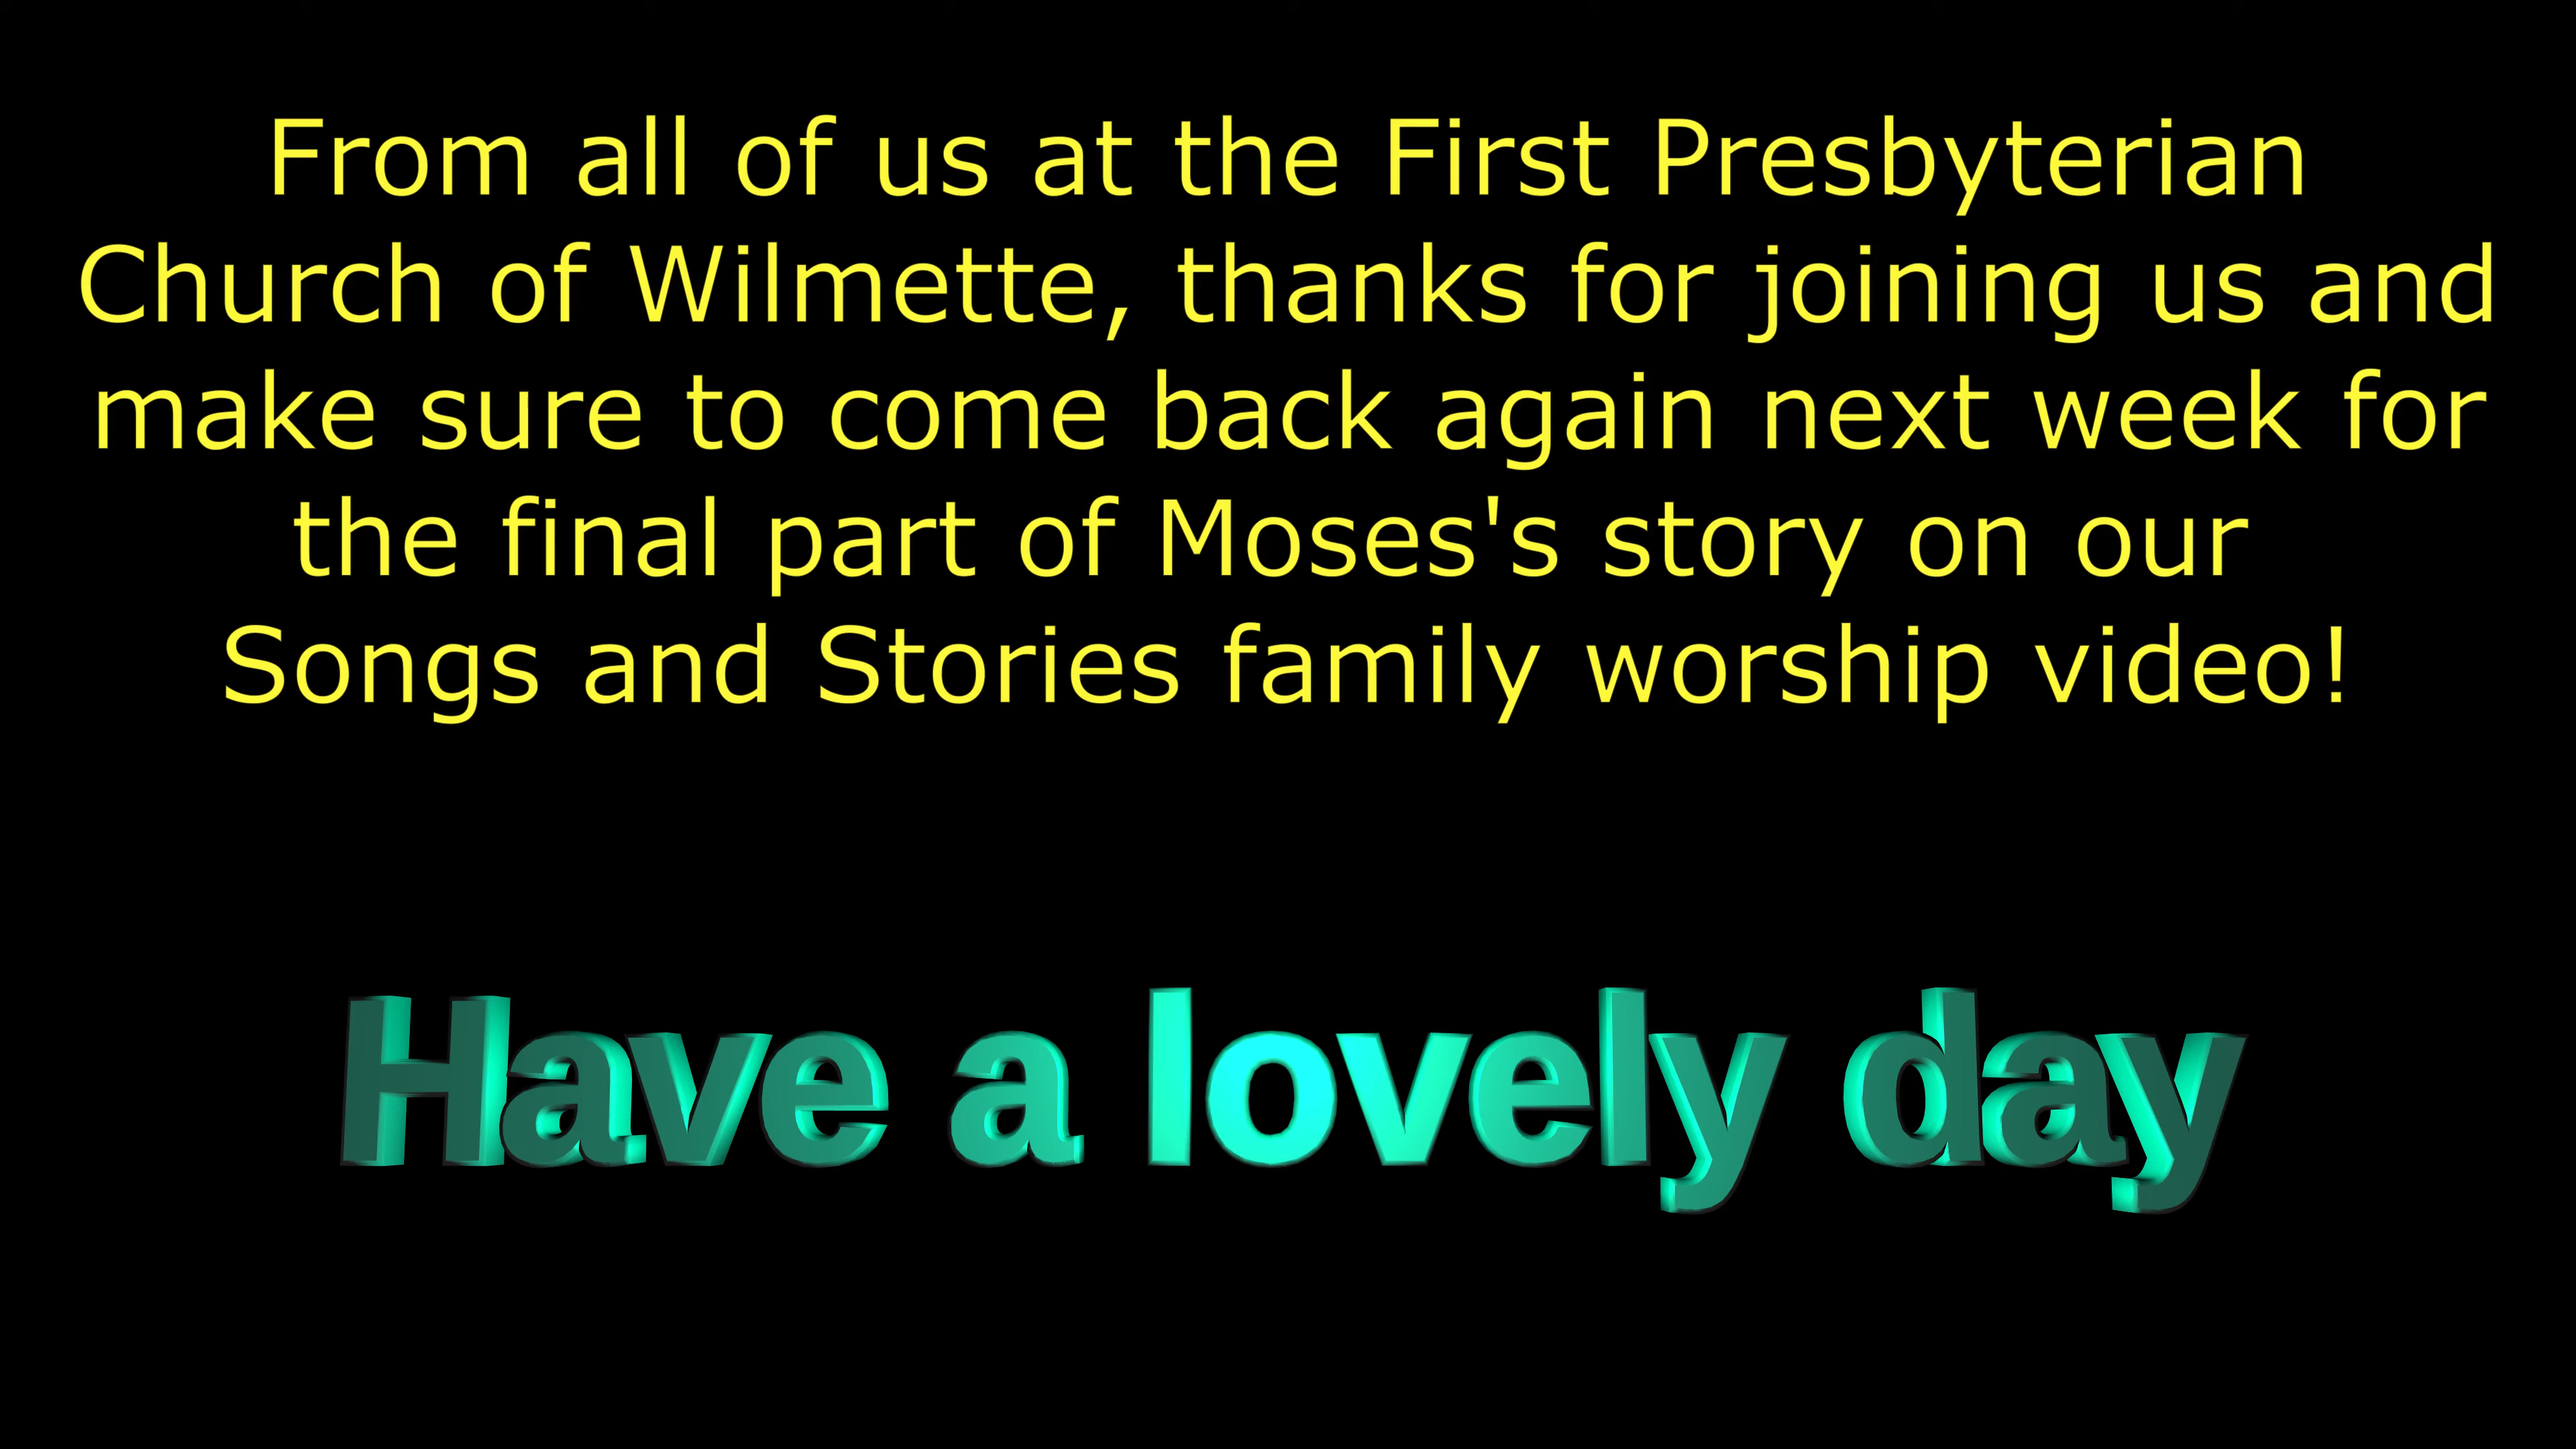 From all of us at the First Presbyterian
Church of Wilmette, thanks for joining us and
make sure to come back again next week for
the final part of Moses's story on our
Songs and Stories family worship video!
Have a lovely day